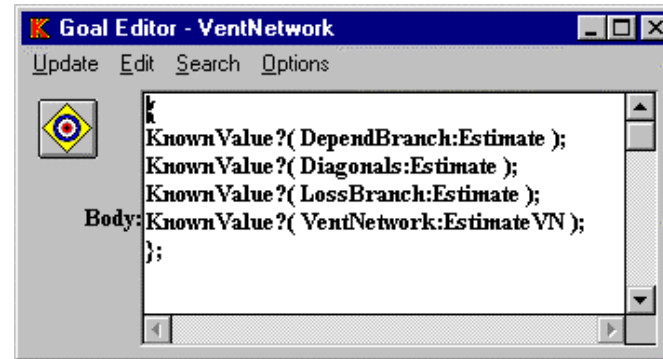 K Goal Editor - VentNetwork
Update Edit Search Options
{
KnownValue?( DependBranch:Estimate );
KnownValue?( Diagonals:Estimate );
KnownValue?( LossBranch:Estimate );
Body: KnownValue?( VentNetwork:EstimateVN );
};